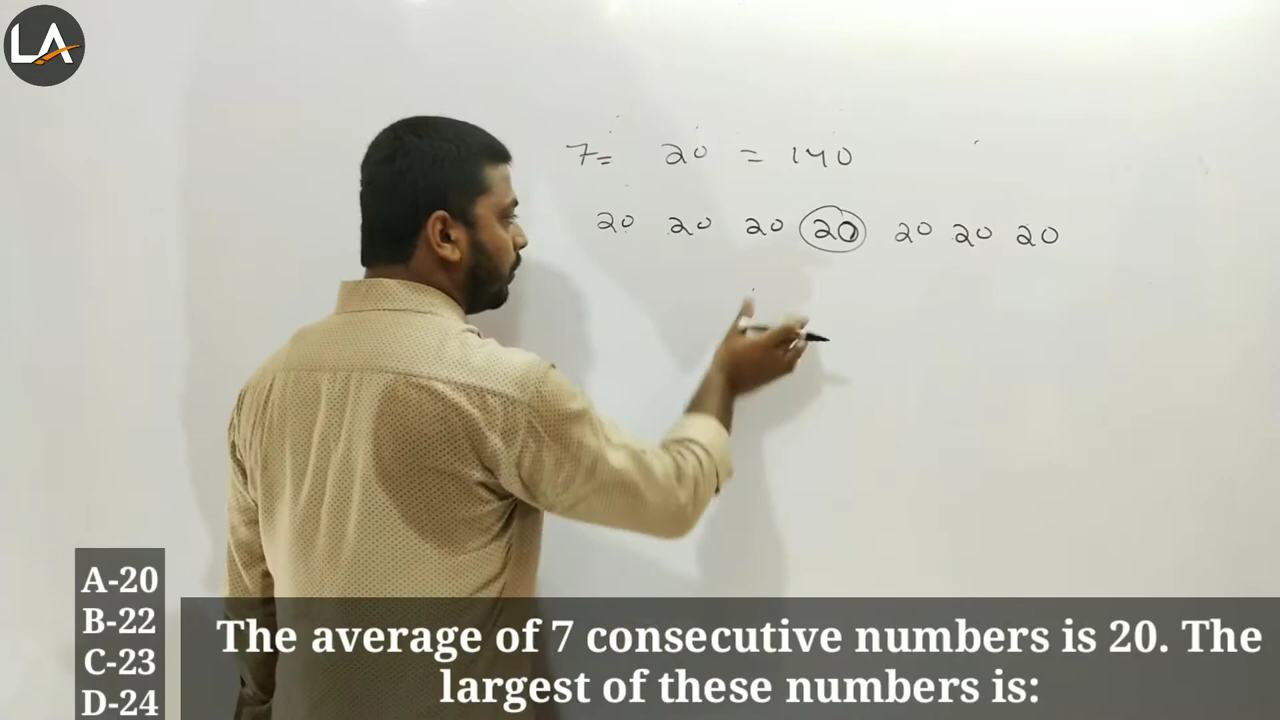 LA
7= 20 = 140
20 20 20 20 20 20 20
A-20
B-22
C-23
D-24
The average of 7 consecutive numbers is 20. The
largest of these numbers is: